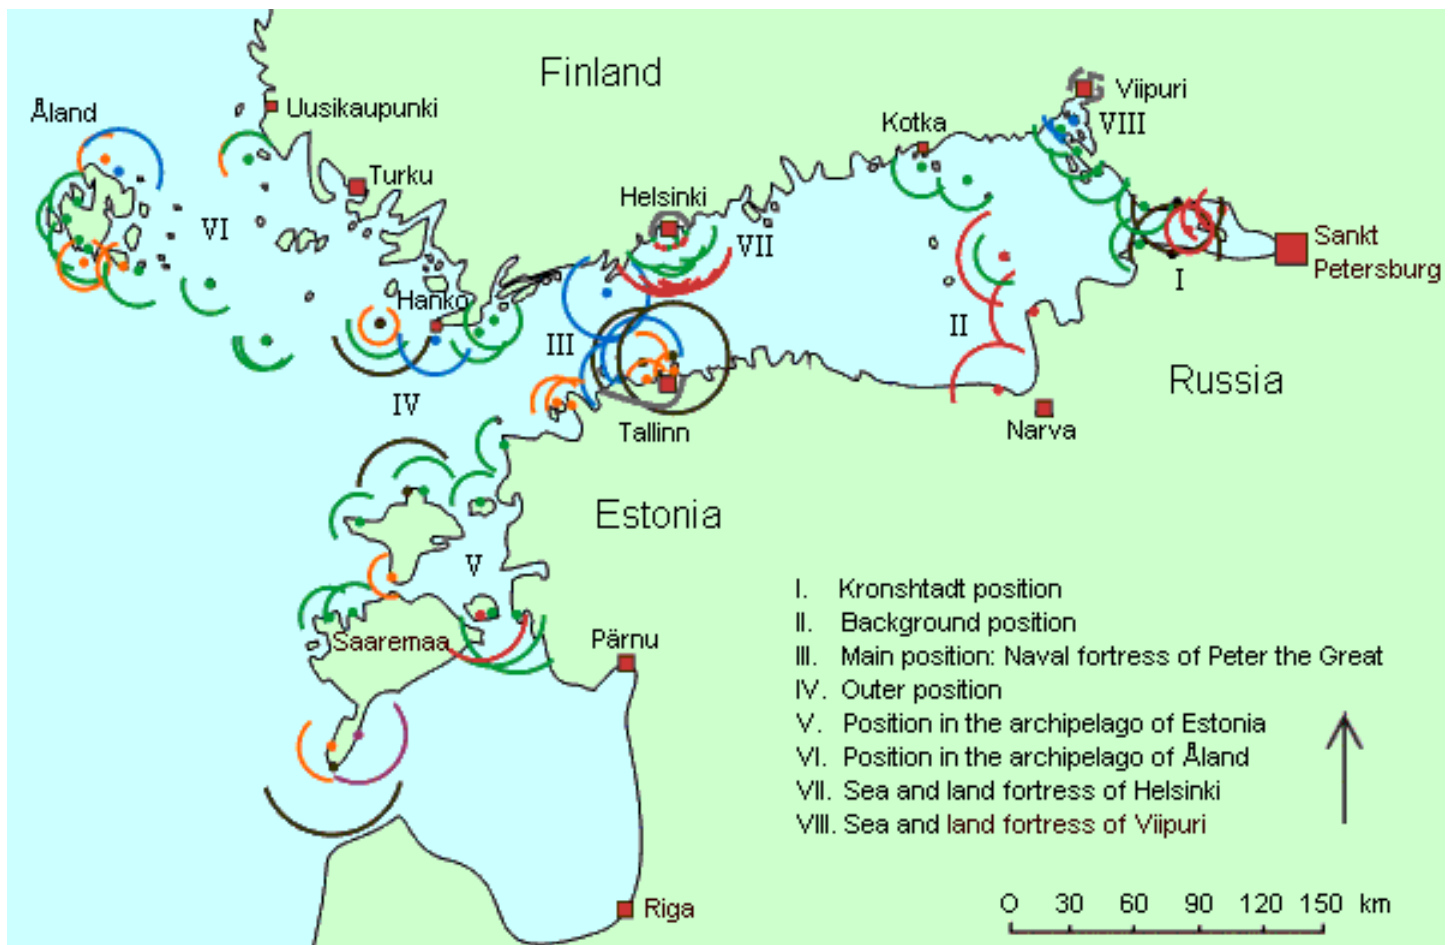 Finland
Åland
Uusikaupunki
Viipuri
Kotka
VIII
Turku
Helsinki
VI
VII
Sankt
Petersburg
I
Hanko
III
II
Russia
IV
Narva
Tallinn
Estonia
V
Saaremaa
Pärnu
I. Kronshtadt position
II. Background position
III. Main position: Naval fortress of Peter the Great
IV. Outer position
V. Position in the archipelago of Estonia
VI. Position in the archipelago of Åland
VII. Sea and land fortress of Helsinki
VIII. Sea and land fortress of Viipuri
Riga
0 30 60 90 120 150 km